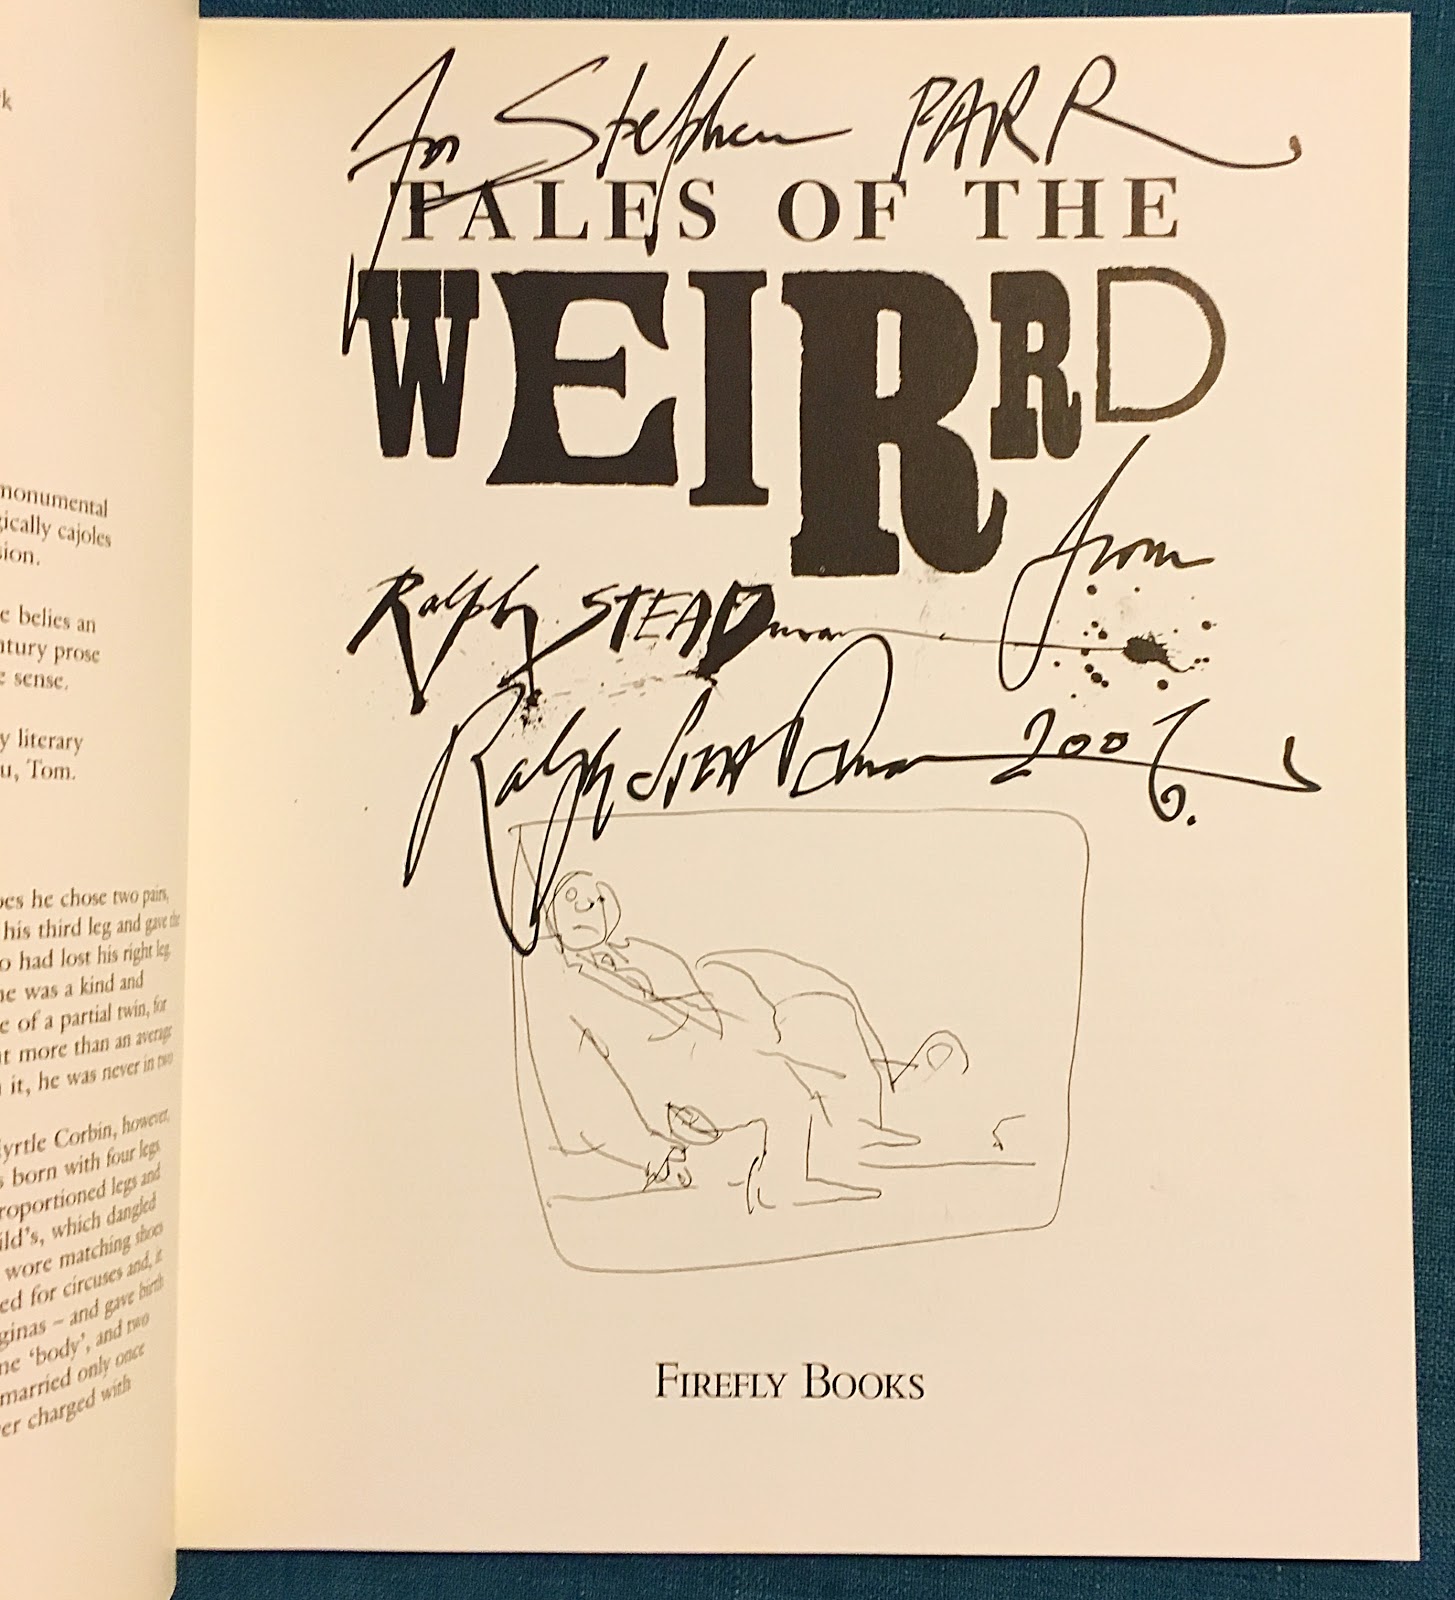 k
monumental
gically cajoles
sion.
e belies an
ntury prose
e sense.
y literary
u, Tom.
oes he chose two pairs,
his third leg and gave the
o had lost his right leg.
he was a kind and
e of a partial twin, for
t more than an average
it, he was never in two
yrtle Corbin, however,
s born with four legs
roportioned legs and
ild's, which dangled
wore matching shoes
ed for circuses and, it
ginas – and gave birth
ne 'body', and two
married only once
er charged with
For Stephen PARR
TALES OF THE
WEIRRD
from
Ralph STEADman
Ralph STEADman 2006.
FIREFLY BOOKS